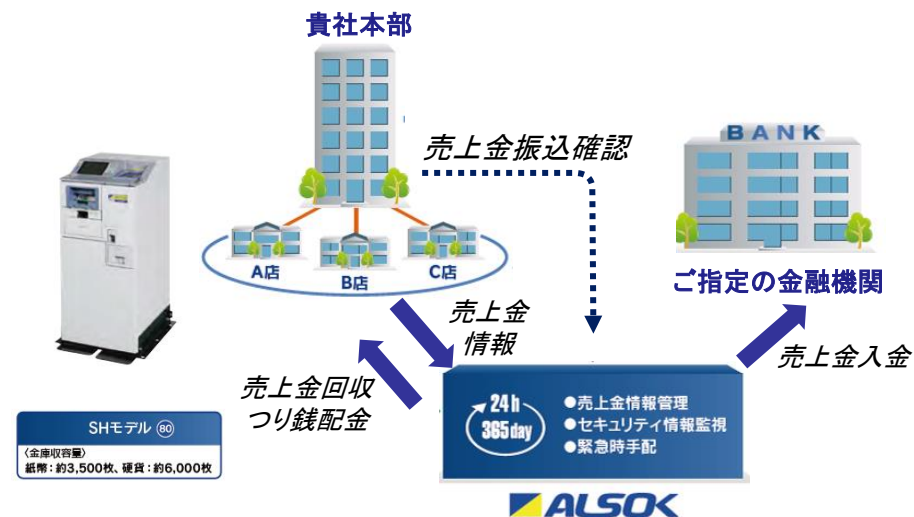 貴社本部
売上金振込確認
BANK
A店
B店
C店
ご指定の金融機関
売上金
情報
売上金入金
売上金回収
つり銭配金
24h
365day
●売上金情報管理
●セキュリティ情報監視
●緊急時手配
SHモデル 80
〈金庫収容量〉
紙幣:約3,500枚、硬貨:約6,000枚
ALSOK